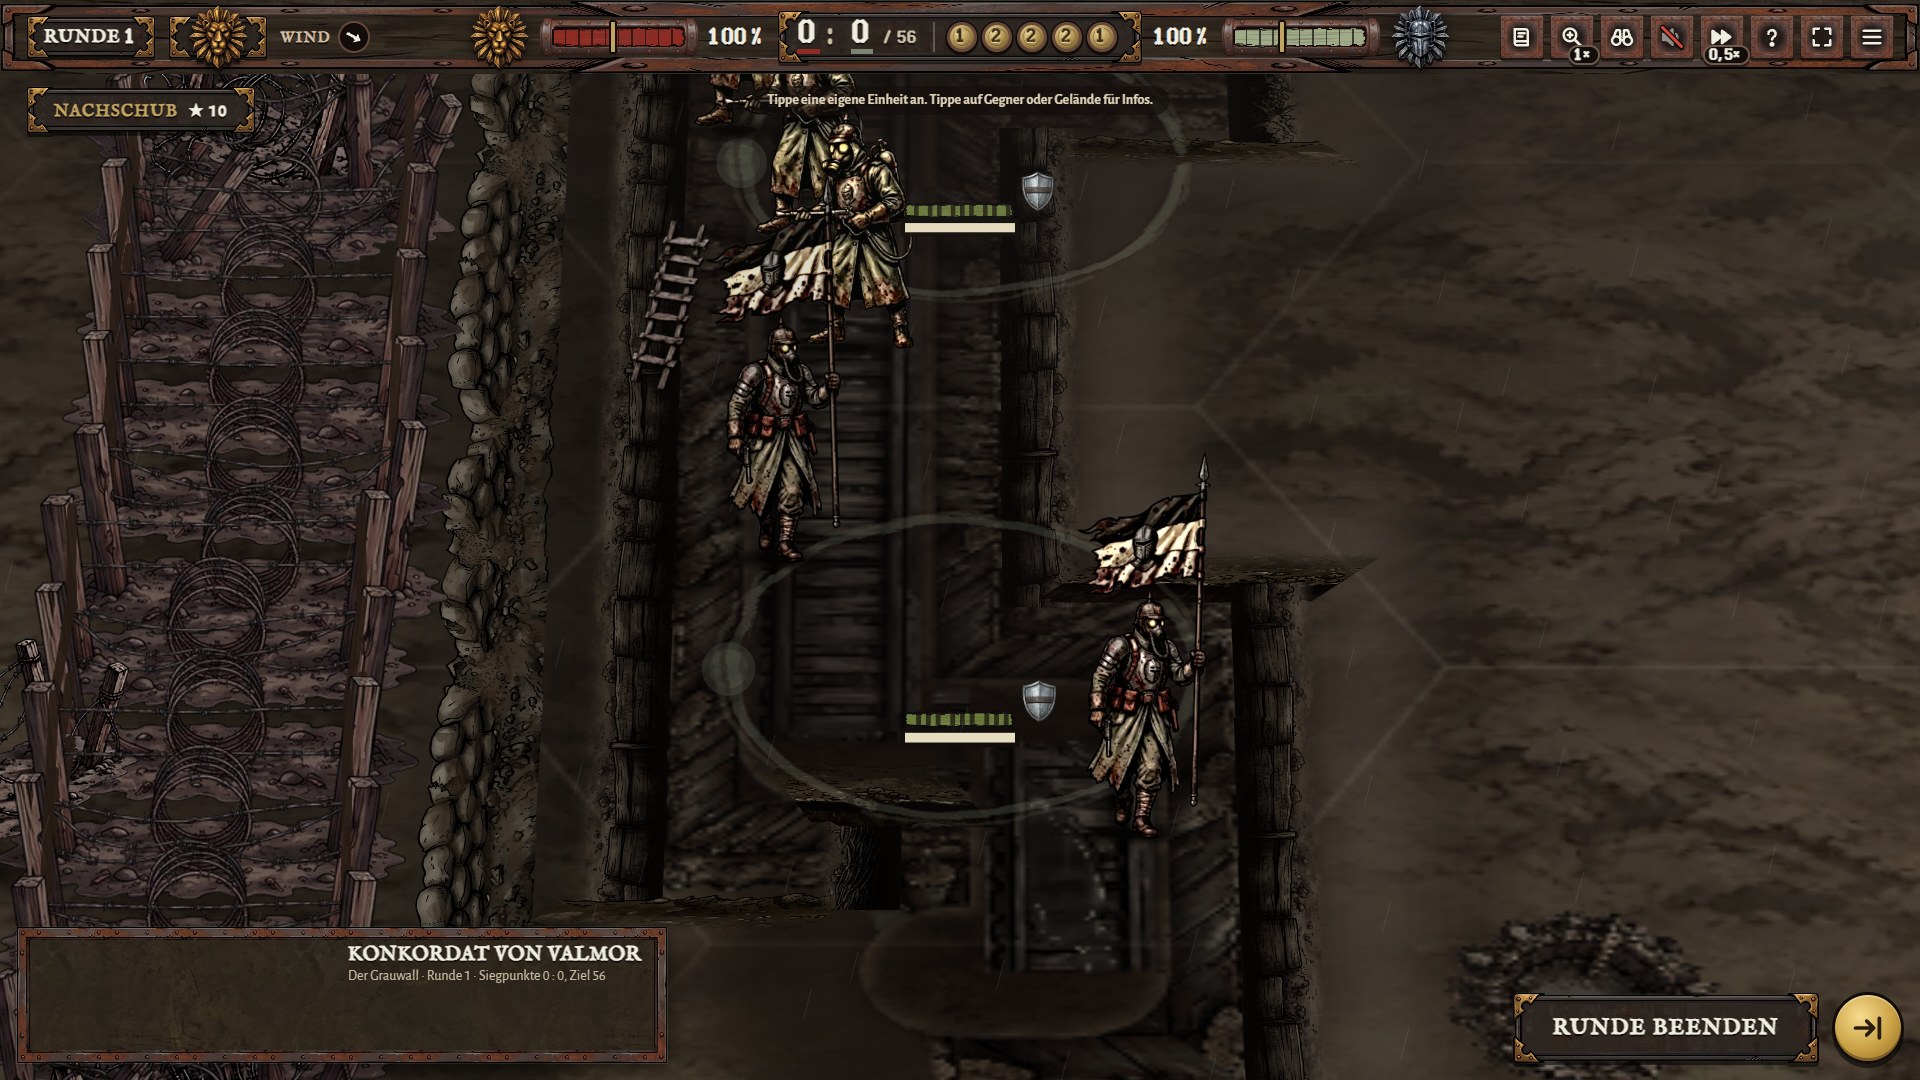 RUNDE 1
WIND
100%
0 : 0 / 56
1 2 2 2 1
100%
1×
0,5×
?
NACHSCHUB ★ 10
Tippe eine eigene Einheit an. Tippe auf Gegner oder Gelände für Infos.
KONKORDAT VON VALMOR
Der Grauwall · Runde 1 · Siegpunkte 0 : 0, Ziel 56
RUNDE BEENDEN